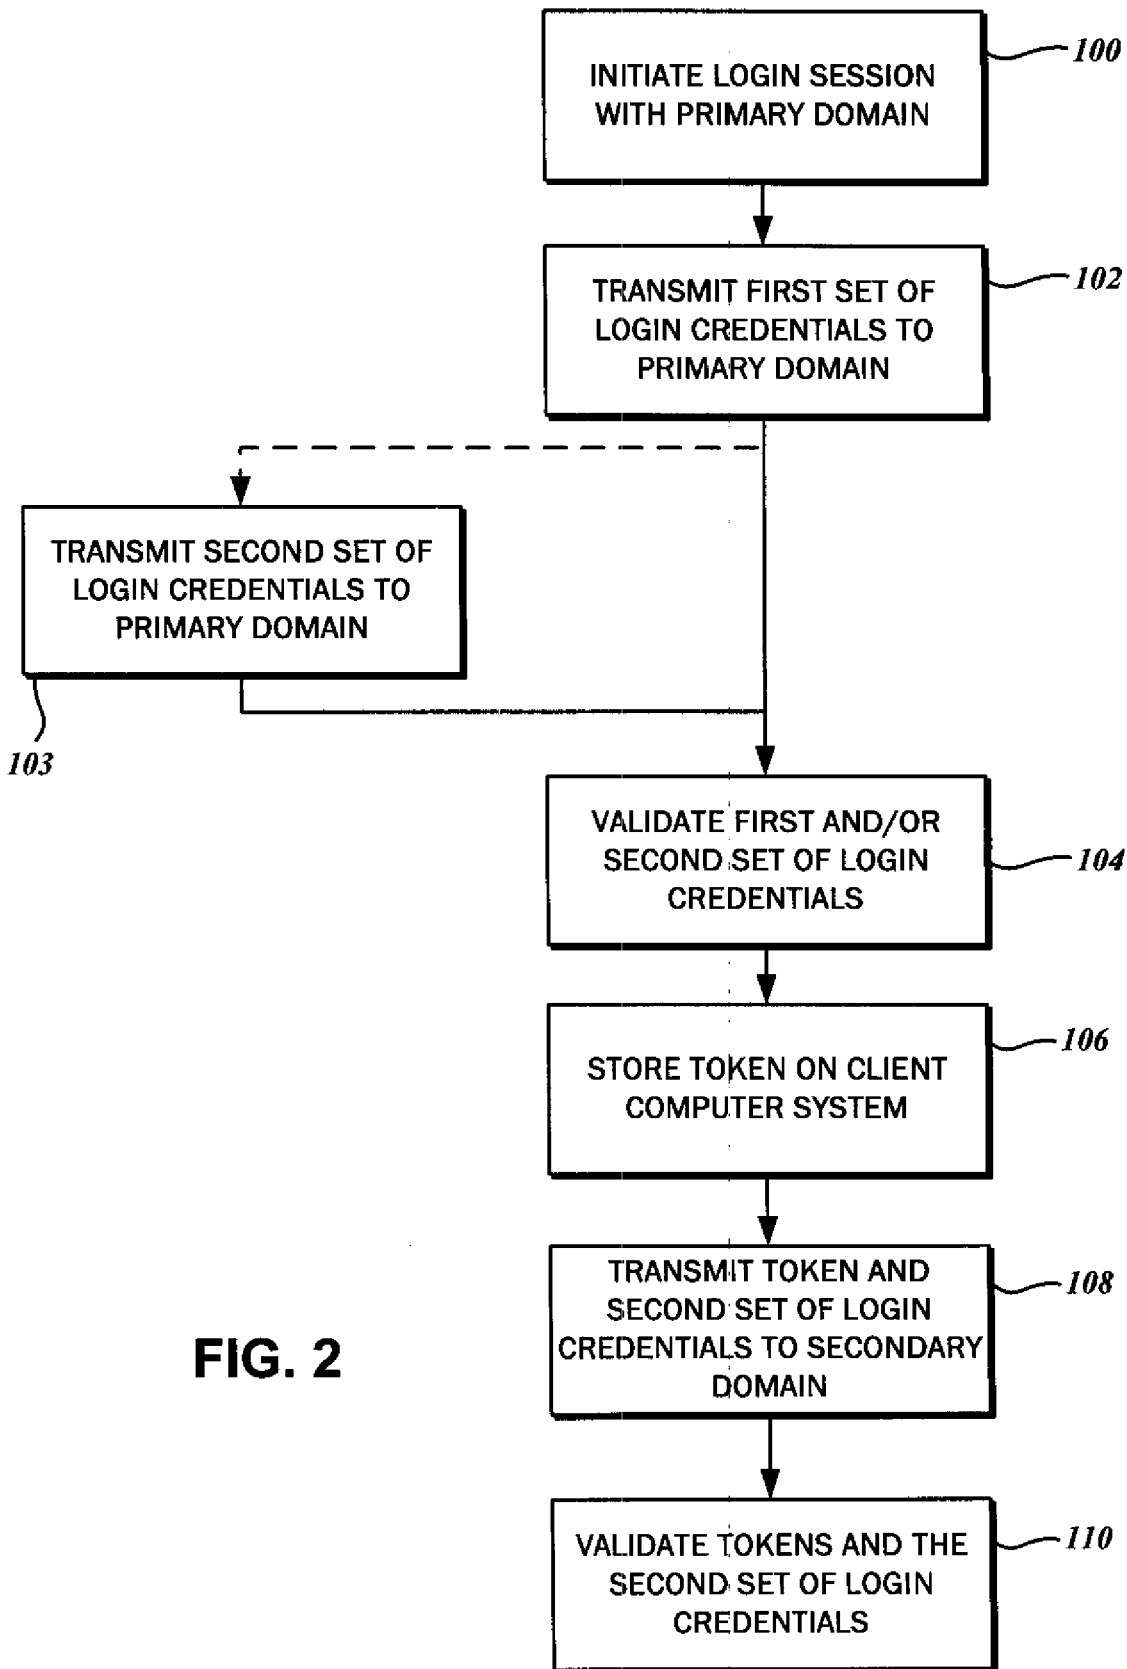 INITIATE LOGIN SESSION
WITH PRIMARY DOMAIN
100
TRANSMIT FIRST SET OF
LOGIN CREDENTIALS TO
PRIMARY DOMAIN
102
TRANSMIT SECOND SET OF
LOGIN CREDENTIALS TO
PRIMARY DOMAIN
103
VALIDATE FIRST AND/OR
SECOND SET OF LOGIN
CREDENTIALS
104
STORE TOKEN ON CLIENT
COMPUTER SYSTEM
106
TRANSMIT TOKEN AND
SECOND SET OF LOGIN
CREDENTIALS TO SECONDARY
DOMAIN
108
FIG. 2
VALIDATE TOKENS AND THE
SECOND SET OF LOGIN
CREDENTIALS
110